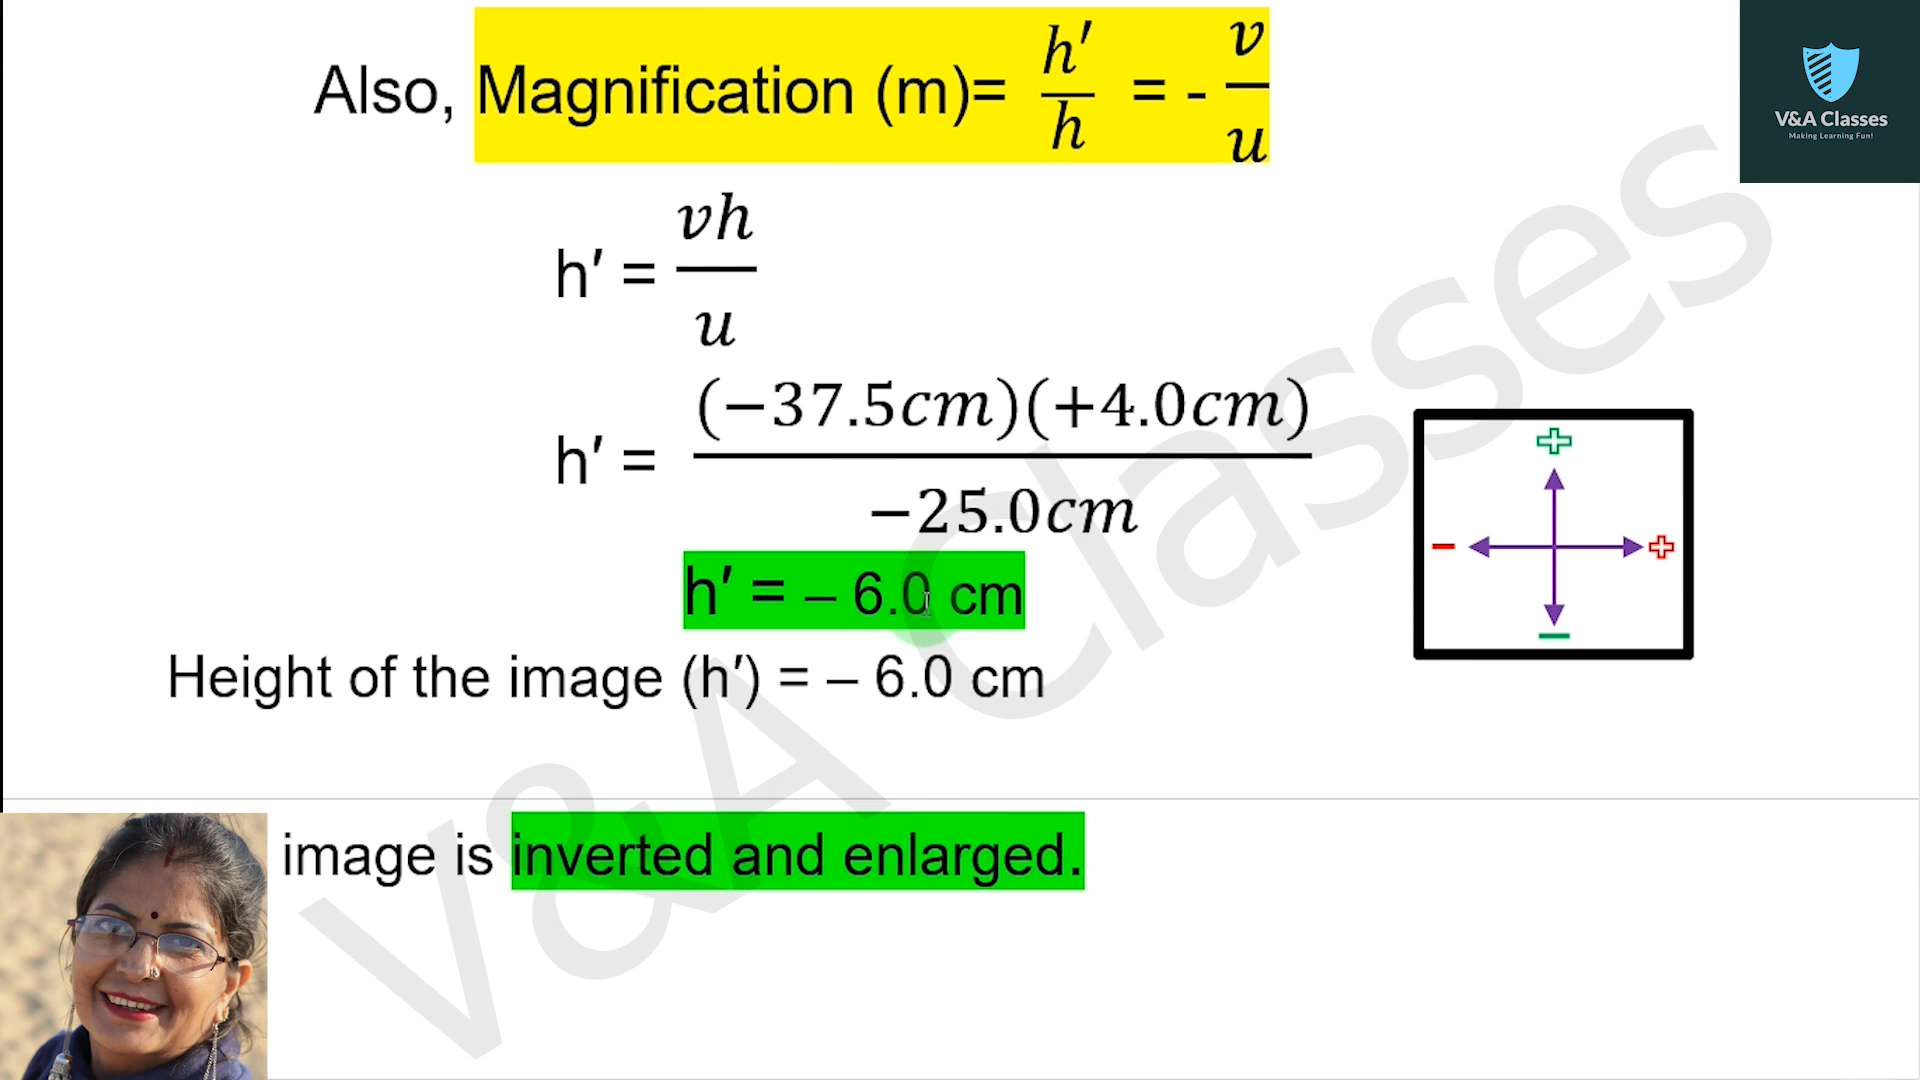 Also, Magnification (m)= h′/h = - v/u
V&A Classes
Making Learning Fun!
h′ = vh/u
h′ = (−37.5cm)(+4.0cm)/−25.0cm
h′ = – 6.0 cm
Height of the image (h′) = – 6.0 cm
image is inverted and enlarged.
V&A Classes